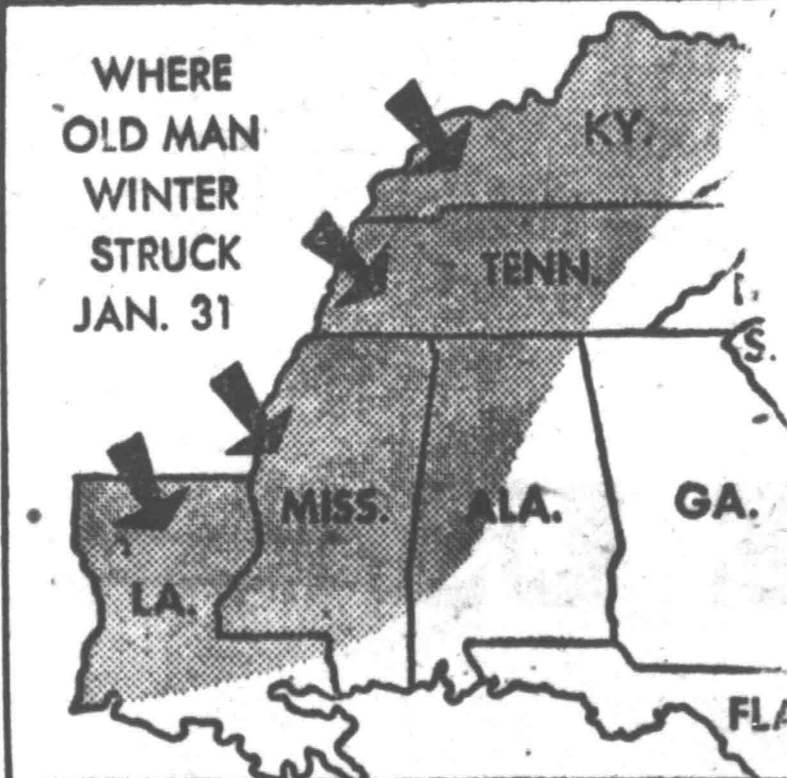 WHERE
OLD MAN
WINTER
STRUCK
JAN. 31
KY.
TENN.
S.
MISS.
ALA.
GA.
LA.
FLA